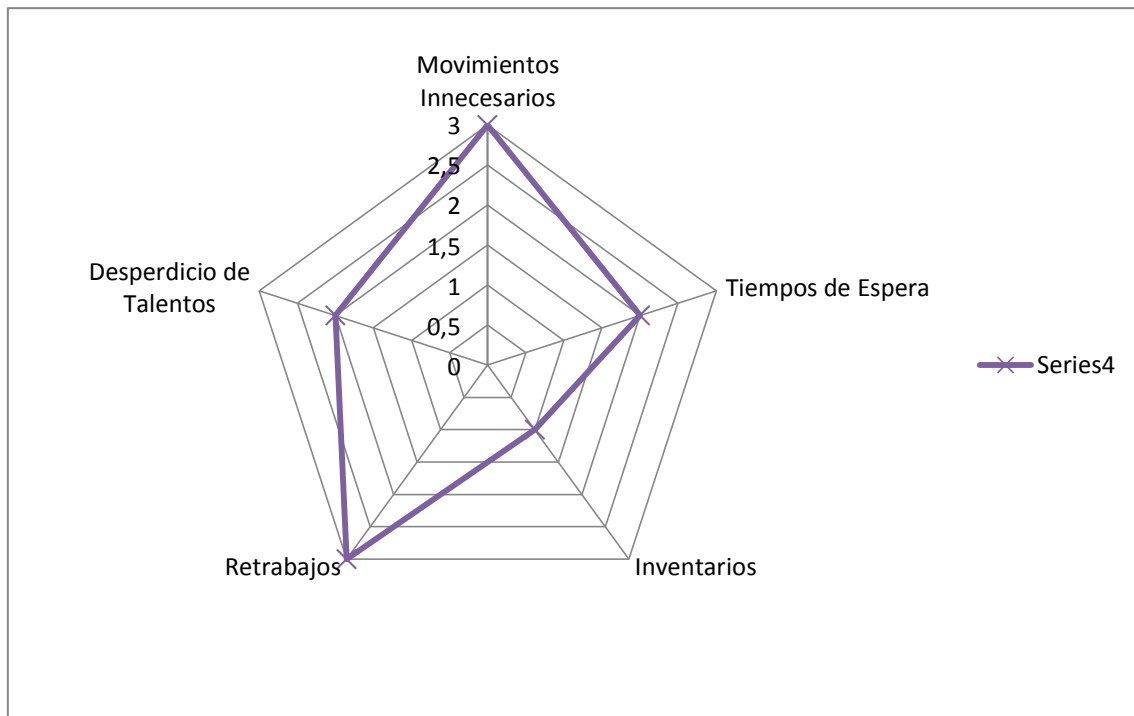 Movimientos
Innecesarios
3
2,5
2
1,5
1
0,5
0
Tiempos de Espera
Inventarios
Retrabajos
Desperdicio de
Talentos
Series4